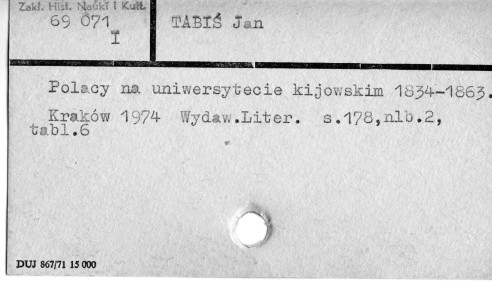 Zakł. Hist. Nauki i Kult.
69 071
I
TABIŚ Jan
Polacy na uniwersytecie kijowskim 1834-1863.
Kraków 1974 Wydaw.Liter. s.178,nlb.2,
tabl.6
DUJ 867/71 15 000